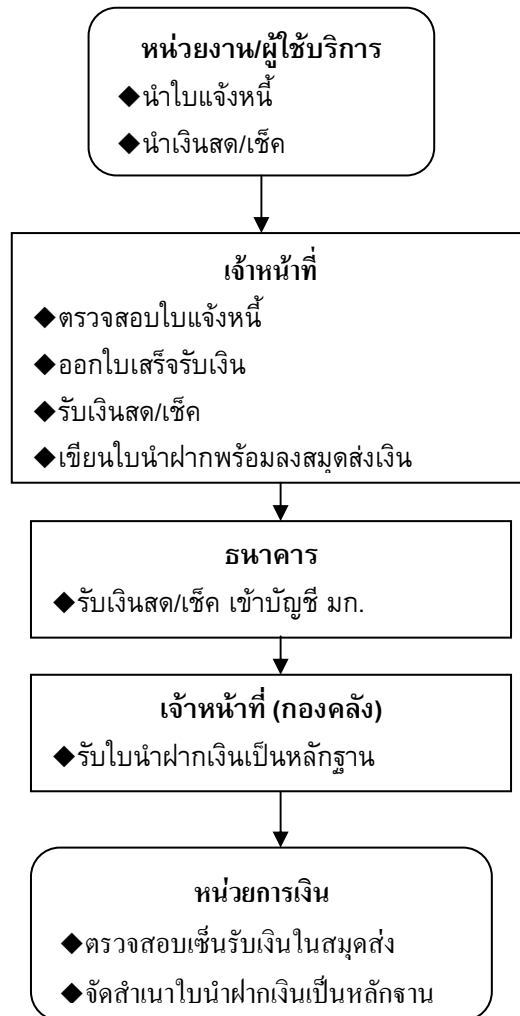 หน่วยงาน/ผู้ใช้บริการ
◆นำใบแจ้งหนี้
◆นำเงินสด/เช็ค
เจ้าหน้าที่
◆ตรวจสอบใบแจ้งหนี้
◆ออกใบเสร็จรับเงิน
◆รับเงินสด/เช็ค
◆เขียนใบนำฝากพร้อมลงสมุดส่งเงิน
ธนาคาร
◆รับเงินสด/เช็ค เข้าบัญชี มก.
เจ้าหน้าที่ (กองคลัง)
◆รับใบนำฝากเงินเป็นหลักฐาน
หน่วยการเงิน
◆ตรวจสอบเซ็นรับเงินในสมุดส่ง
◆จัดสำเนาใบนำฝากเงินเป็นหลักฐาน